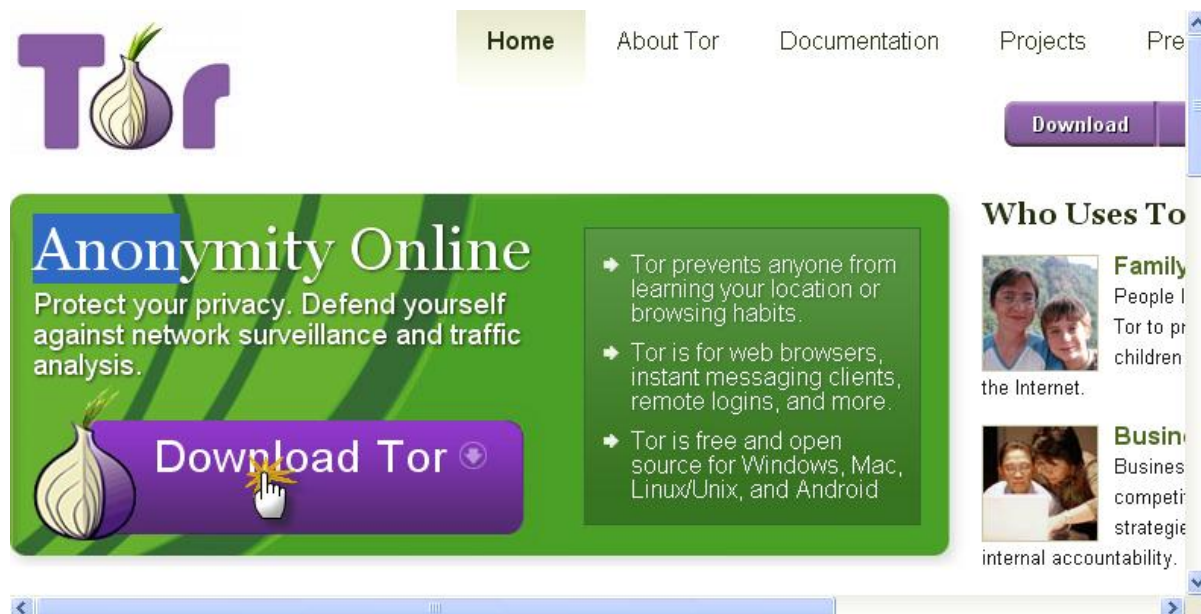 Tor
Home About Tor Documentation Projects Pre
Download
Anonymity Online
Protect your privacy. Defend yourself
against network surveillance and traffic
analysis.
Download Tor
Tor prevents anyone from
learning your location or
browsing habits.
Tor is for web browsers,
instant messaging clients,
remote logins, and more.
Tor is free and open
source for Windows, Mac,
Linux/Unix, and Android
Who Uses To
Family
People l
Tor to pr
children
the Internet.
Busin
Busines
competi
strategie
internal accountability.